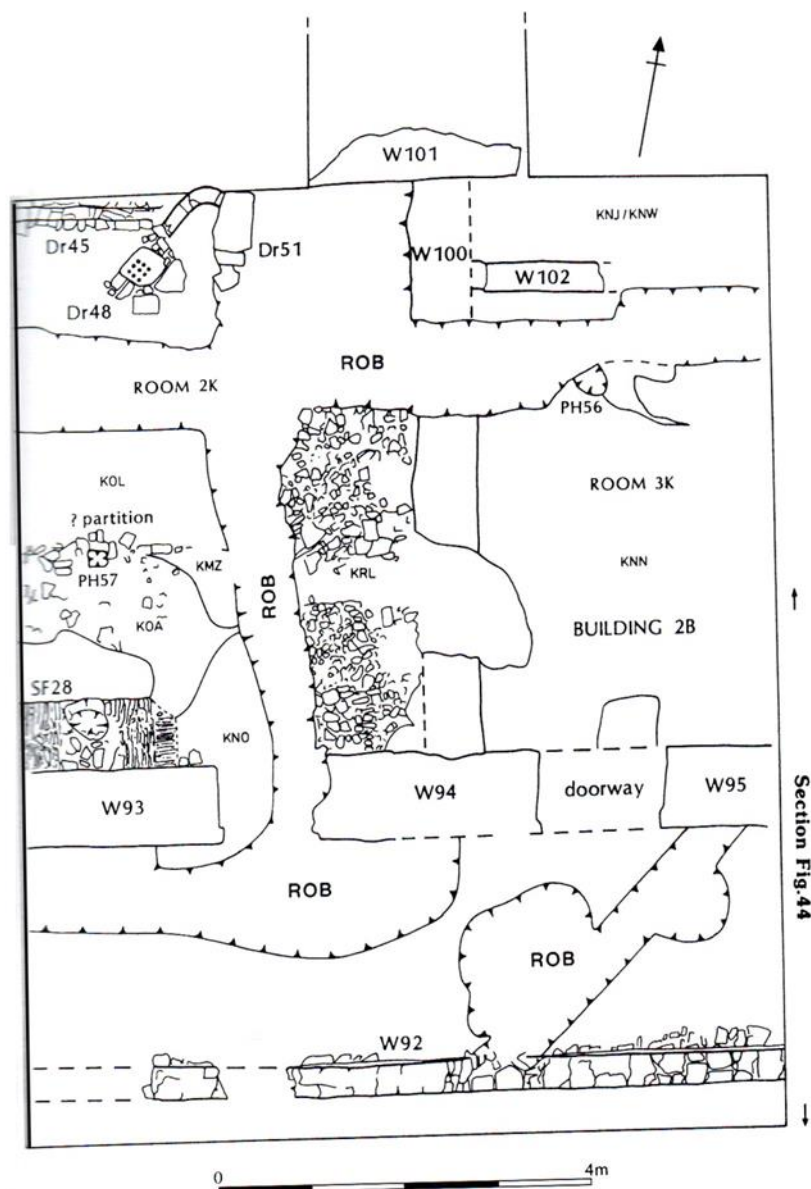 W101
KNJ/KNW
Dr45
Dr51
W100
W102
Dr48
ROB
ROOM 2K
PH56
KOL
ROOM 3K
? partition
KMZ
KRL
KNN
PH57
ROB
KOA
BUILDING 2B
SF28
KNO
W93
W94
doorway
W95
Section Fig.44
ROB
ROB
W92
0
4m